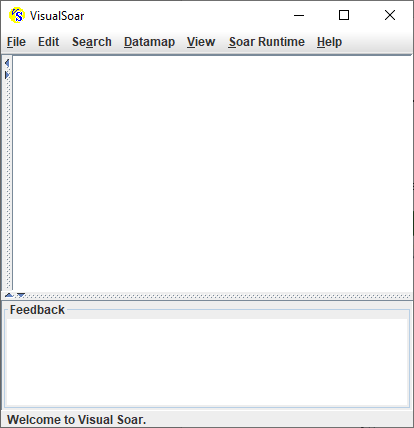 VisualSoar
File Edit Search Datamap View Soar Runtime Help
Feedback
Welcome to Visual Soar.